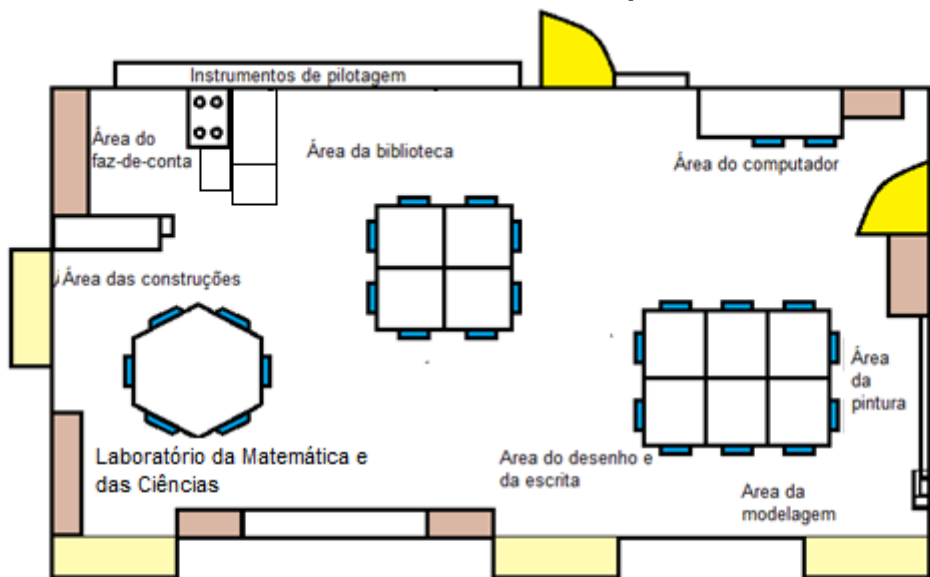 Instrumentos de pilotagem
Área do
faz-de-conta
Área da biblioteca
Área do computador
Área das construções
Área
da
pintura
Laboratório da Matemática e
das Ciências
Area do desenho e
da escrita
Area da
modelagem